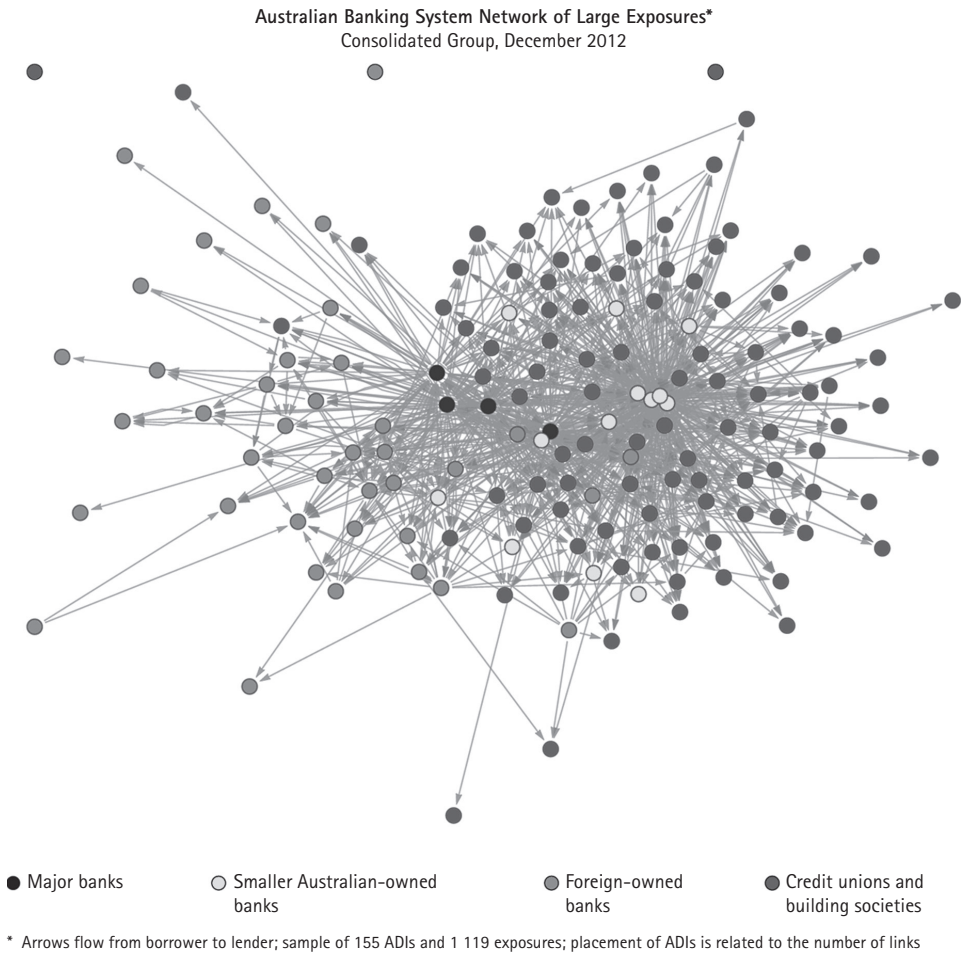 Australian Banking System Network of Large Exposures*
Consolidated Group, December 2012
Major banks
Smaller Australian-owned
banks
Foreign-owned
banks
Credit unions and
building societies
* Arrows flow from borrower to lender; sample of 155 ADIs and 1 119 exposures; placement of ADIs is related to the number of links